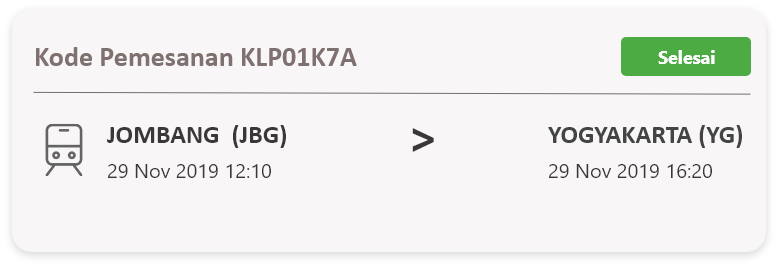 Kode Pemesanan KLP01K7A
Selesai
JOMBANG (JBG)
>
YOGYAKARTA (YG)
29 Nov 2019 12:10
29 Nov 2019 16:20